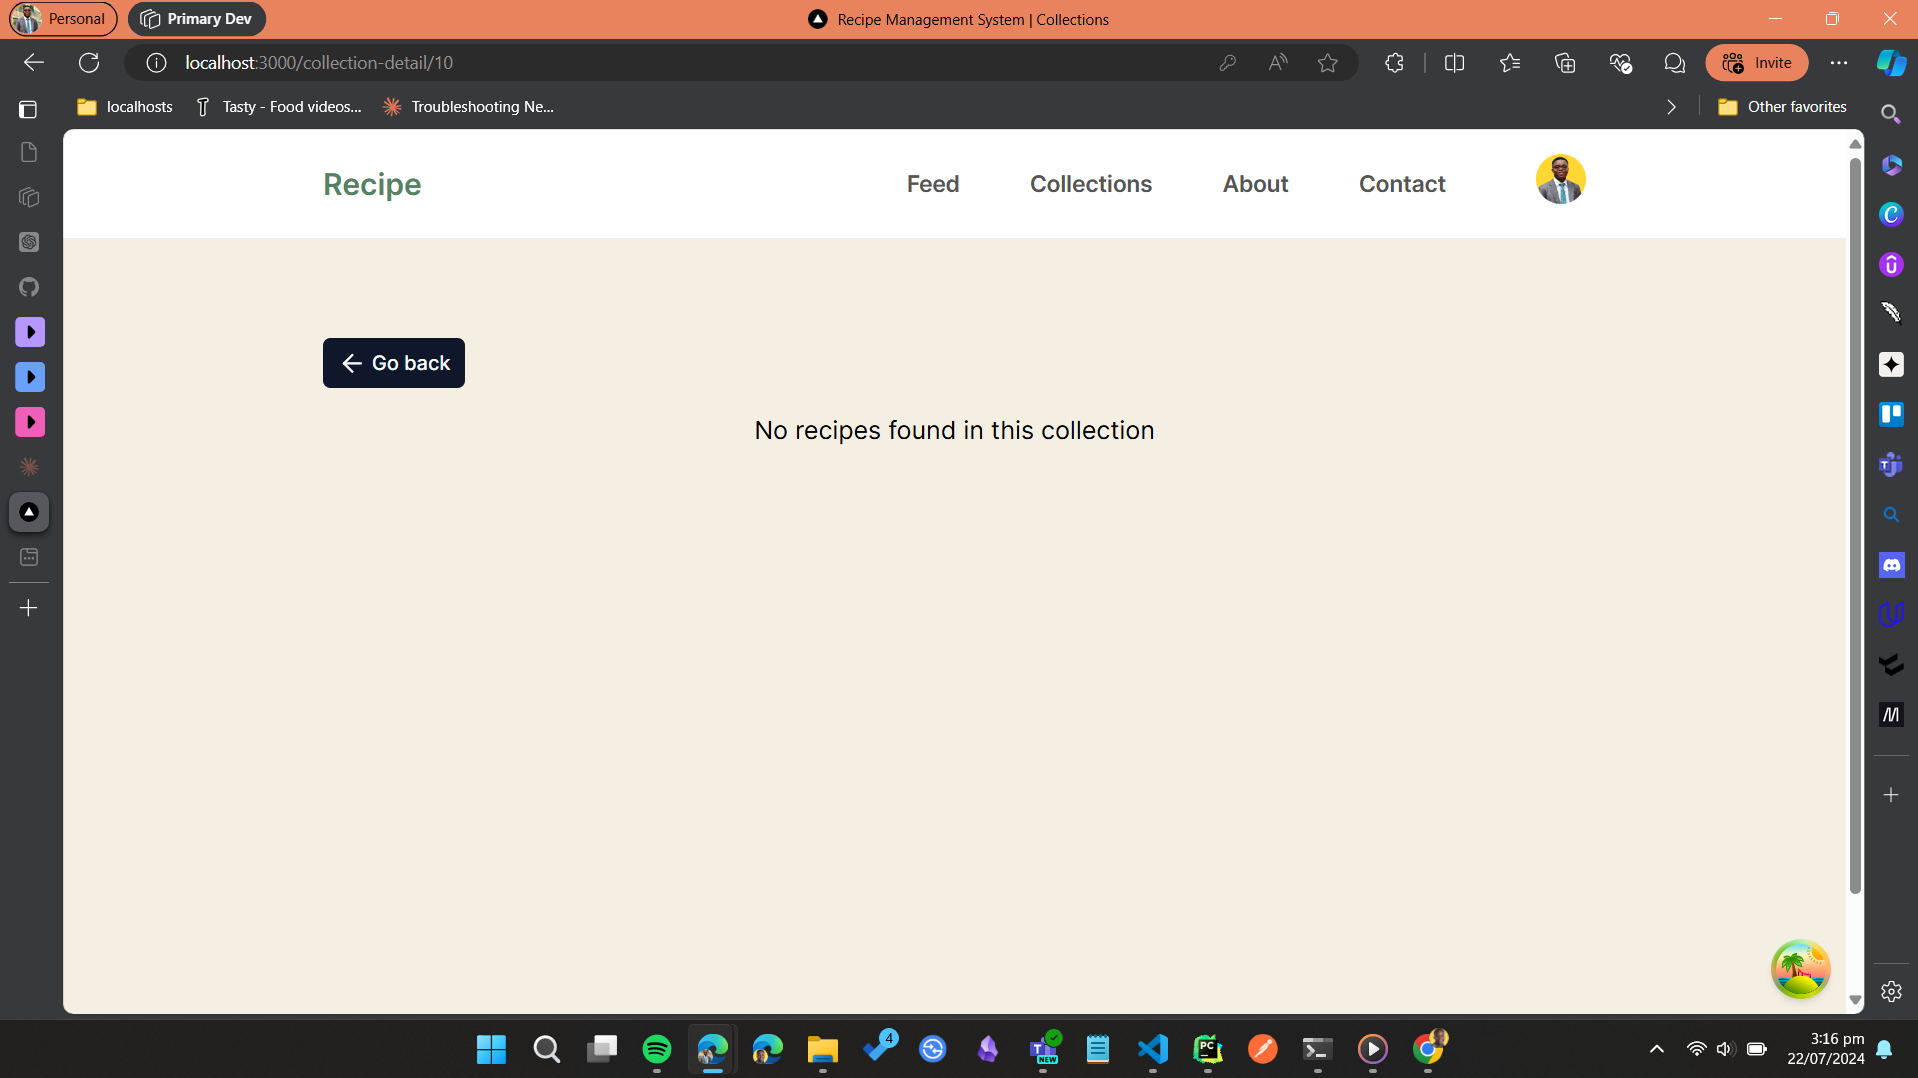 Personal
Primary Dev
Recipe Management System | Collections
localhost:3000/collection-detail/10
Invite
localhosts
Tasty - Food videos...
Troubleshooting Ne...
Other favorites
Recipe
Feed
Collections
About
Contact
Go back
No recipes found in this collection
4
NEW
PC
3:16 pm
22/07/2024